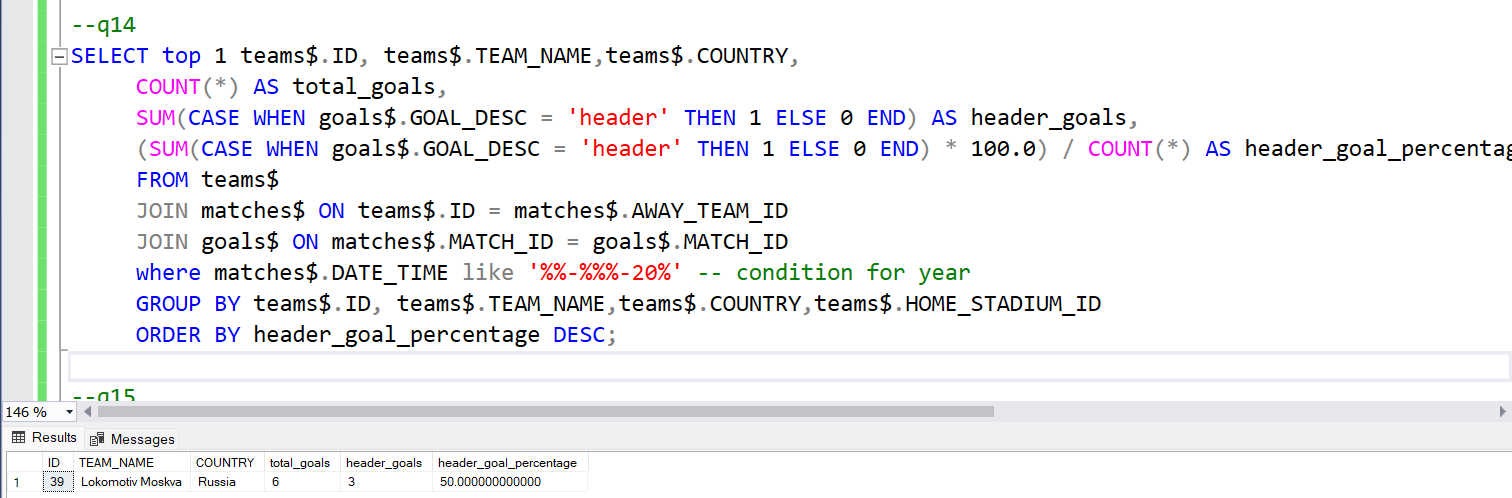 --q14
SELECT top 1 teams$.ID, teams$.TEAM_NAME,teams$.COUNTRY,
COUNT(*) AS total_goals,
SUM(CASE WHEN goals$.GOAL_DESC = 'header' THEN 1 ELSE 0 END) AS header_goals,
(SUM(CASE WHEN goals$.GOAL_DESC = 'header' THEN 1 ELSE 0 END) * 100.0) / COUNT(*) AS header_goal_percentag
FROM teams$
JOIN matches$ ON teams$.ID = matches$.AWAY_TEAM_ID
JOIN goals$ ON matches$.MATCH_ID = goals$.MATCH_ID
where matches$.DATE_TIME like '%%-%%%-20%' -- condition for year
GROUP BY teams$.ID, teams$.TEAM_NAME,teams$.COUNTRY,teams$.HOME_STADIUM_ID
ORDER BY header_goal_percentage DESC;
--q15
146 %
Results Messages
ID TEAM_NAME COUNTRY total_goals header_goals header_goal_percentage
1 39 Lokomotiv Moskva Russia 6 3 50.000000000000